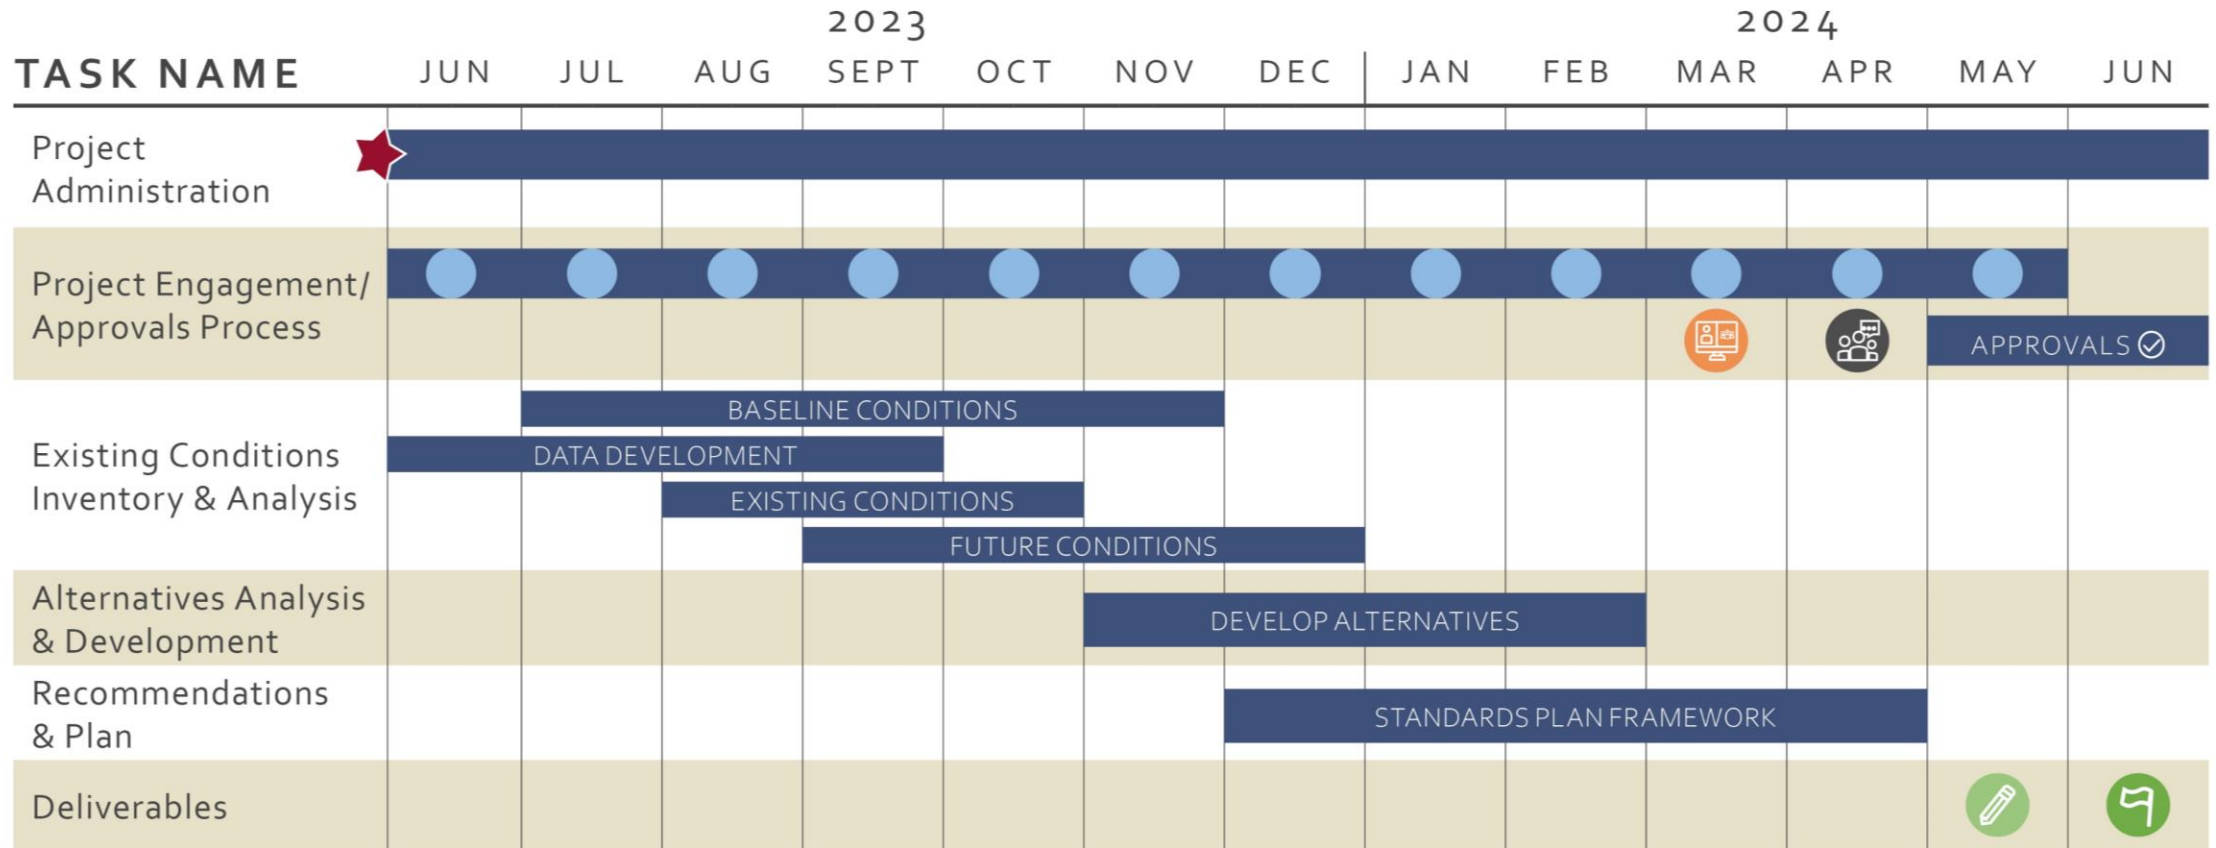 2023
2024
TASK NAME
JUN
JUL
AUG
SEPT
OCT
NOV
DEC
JAN
FEB
MAR
APR
MAY
JUN
Project
Administration
Project Engagement/
Approvals Process
APPROVALS
Existing Conditions
Inventory & Analysis
BASELINE CONDITIONS
DATA DEVELOPMENT
EXISTING CONDITIONS
FUTURE CONDITIONS
Alternatives Analysis
& Development
DEVELOP ALTERNATIVES
Recommendations
& Plan
STANDARDS PLAN FRAMEWORK
Deliverables